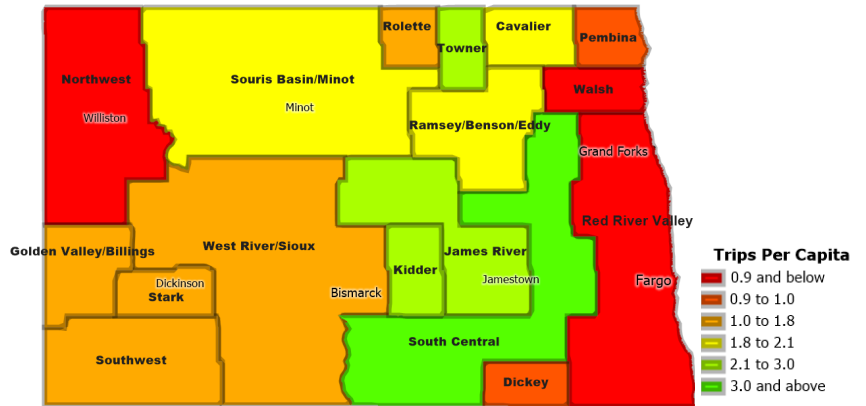 Rolette
Cavalier
Pembina
Towner
Northwest
Souris Basin/Minot
Walsh
Minot
Williston
Ramsey/Benson/Eddy
Grand Forks
Red River Valley
Golden Valley/Billings
West River/Sioux
James River
Kidder
Dickinson
Stark
Jamestown
Bismarck
Fargo
South Central
Southwest
Dickey
Trips Per Capita
0.9 and below
0.9 to 1.0
1.0 to 1.8
1.8 to 2.1
2.1 to 3.0
3.0 and above